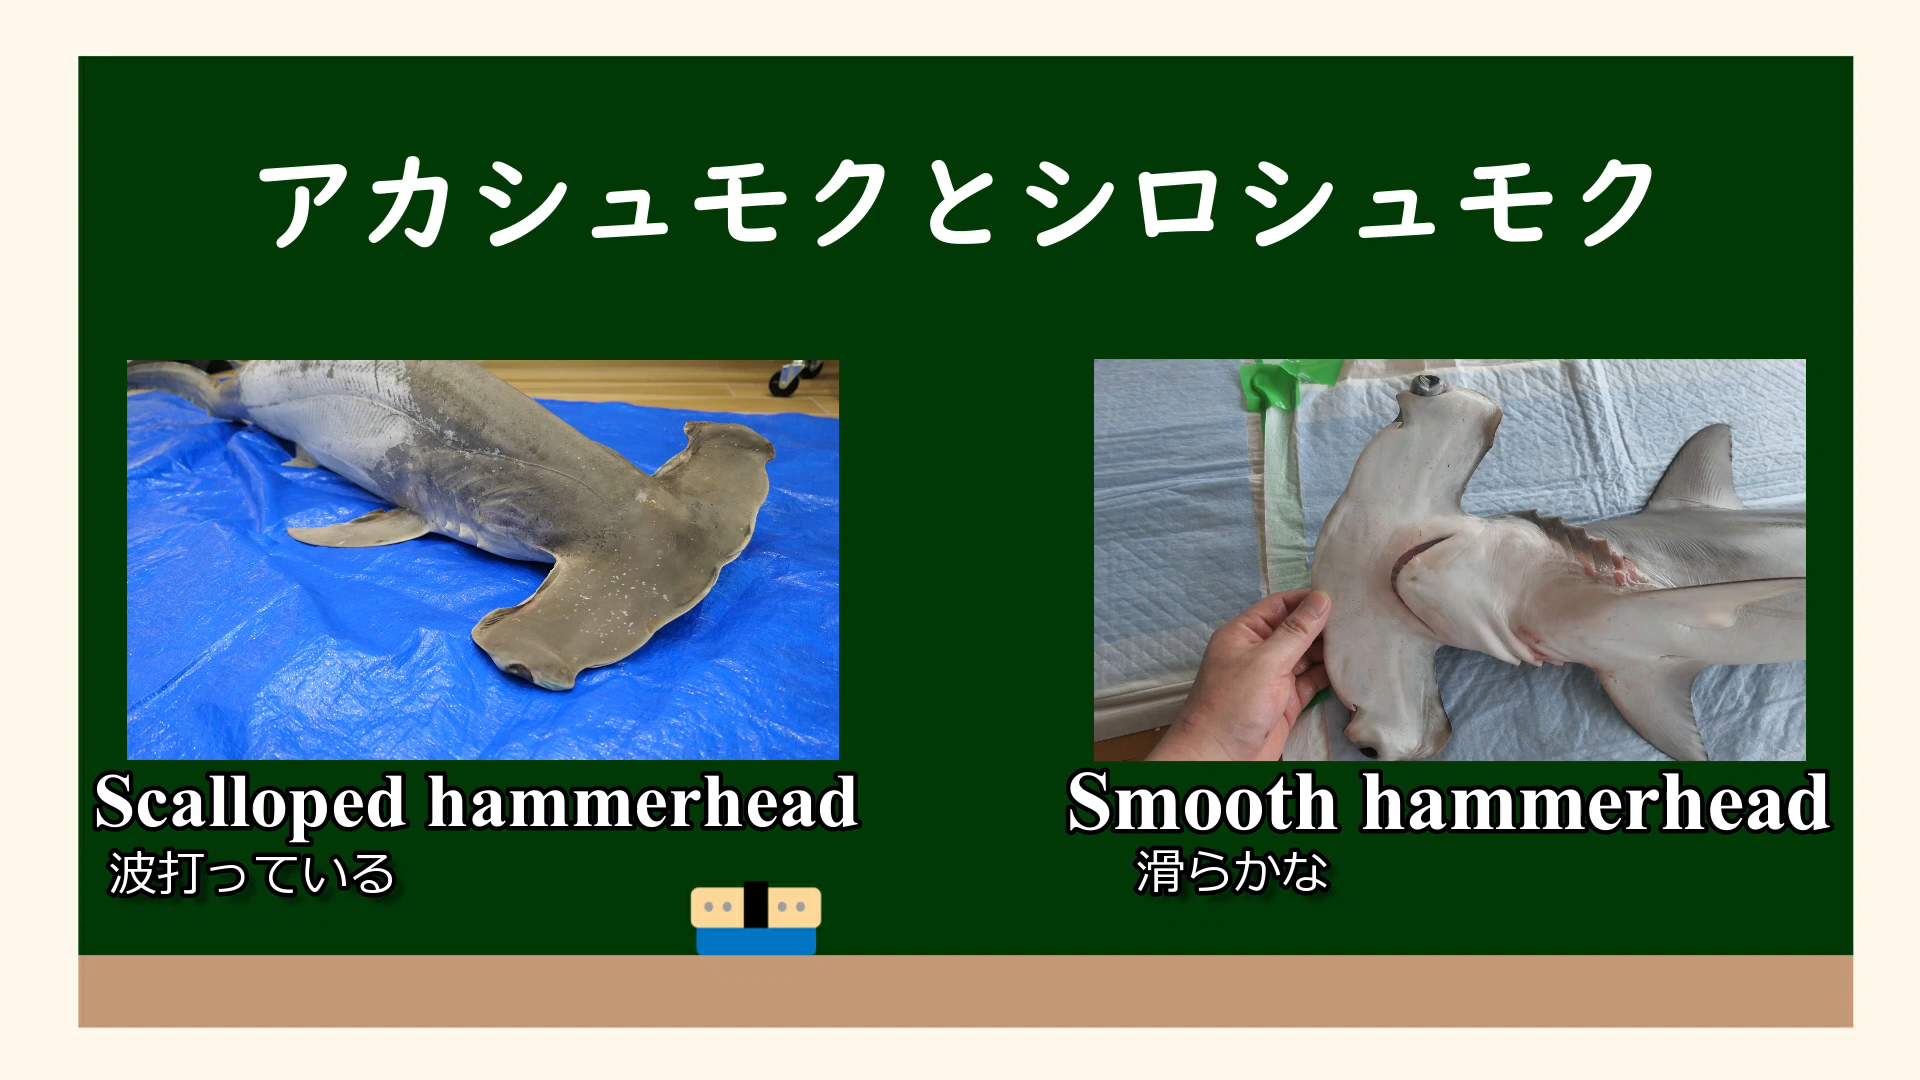 アカシュモクとシロシュモク
Scalloped hammerhead
波打っている
Smooth hammerhead
滑らかな